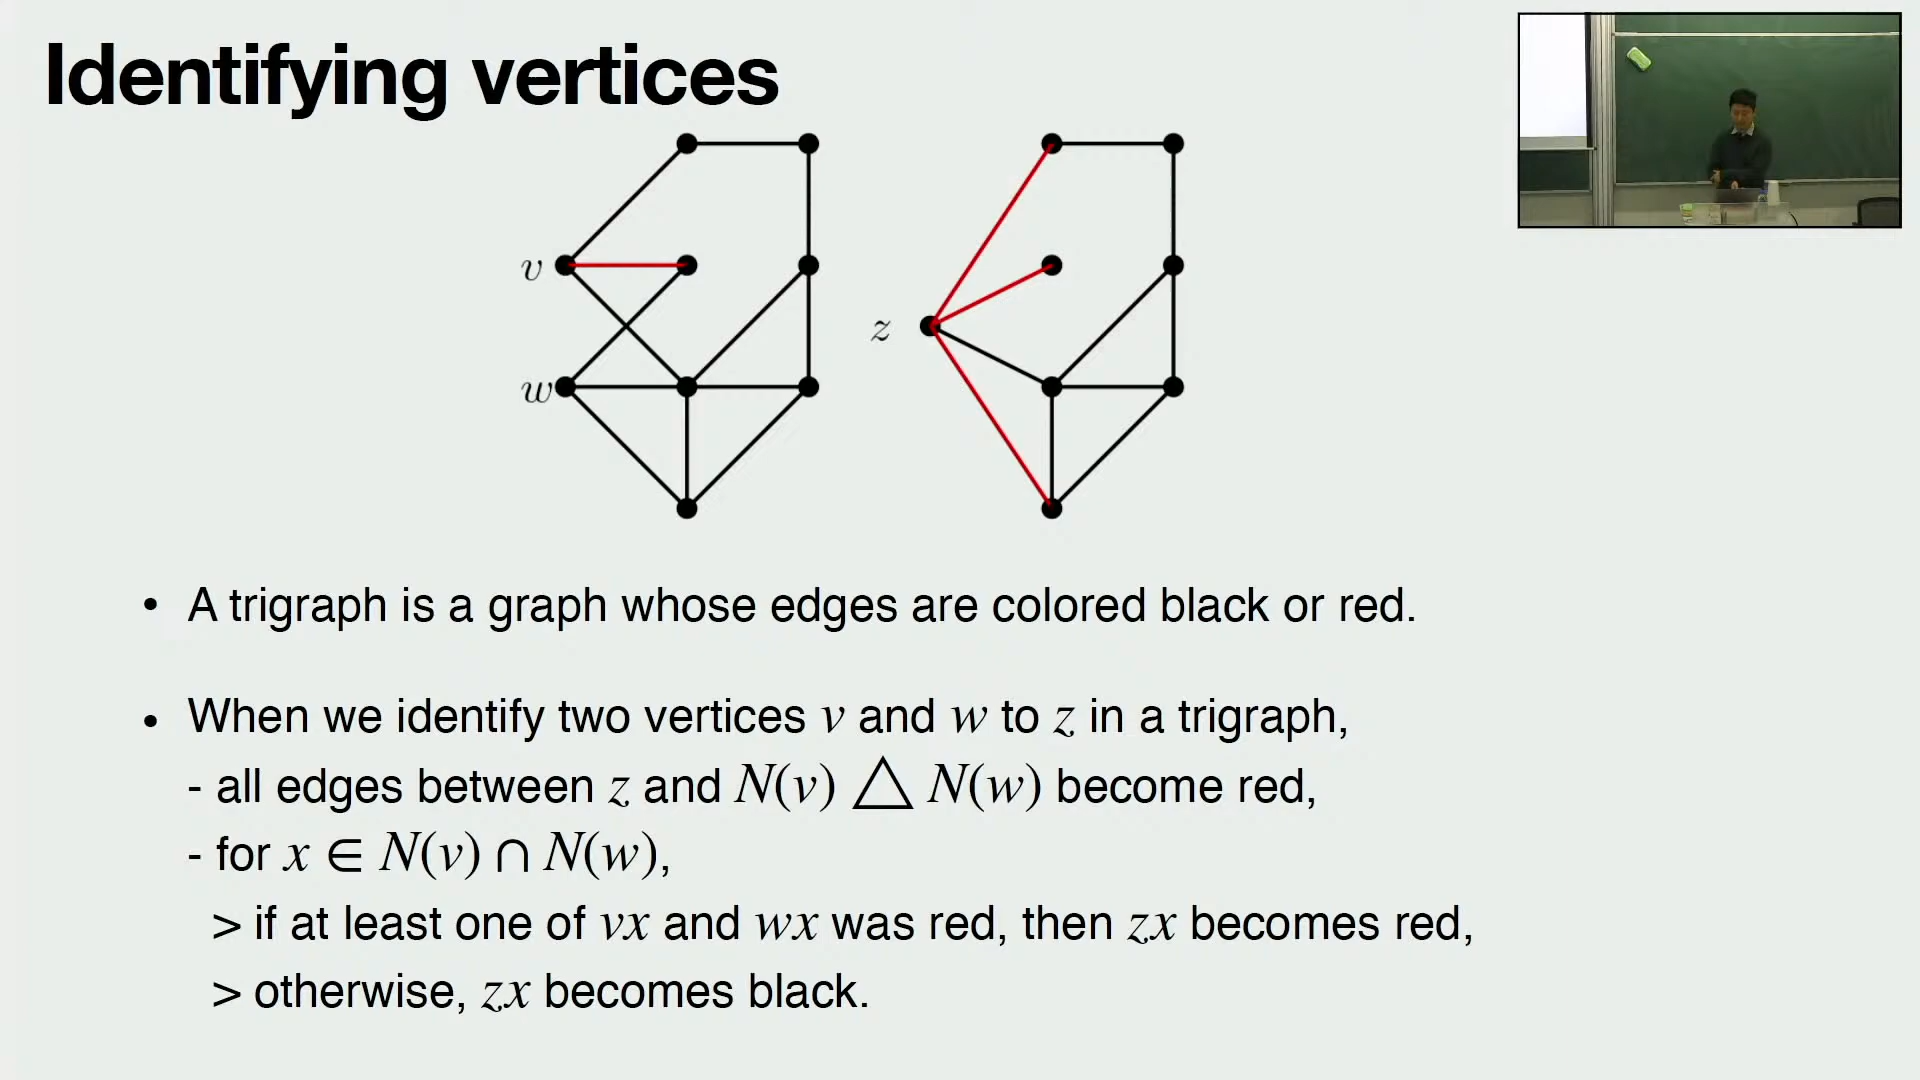 Identifying vertices
v
w
z
• A trigraph is a graph whose edges are colored black or red.
• When we identify two vertices v and w to z in a trigraph,
- all edges between z and N(v) △ N(w) become red,
- for x ∈ N(v) ∩ N(w),
> if at least one of vx and wx was red, then zx becomes red,
> otherwise, zx becomes black.